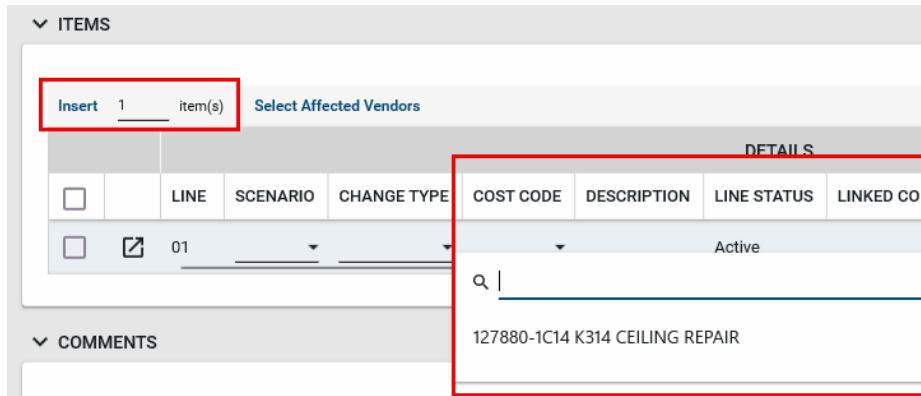 ITEMS
Insert 1 item(s) Select Affected Vendors
DETAILS
LINE SCENARIO CHANGE TYPE COST CODE DESCRIPTION LINE STATUS LINKED CO
01 Active
127880-1C14 K314 CEILING REPAIR
COMMENTS